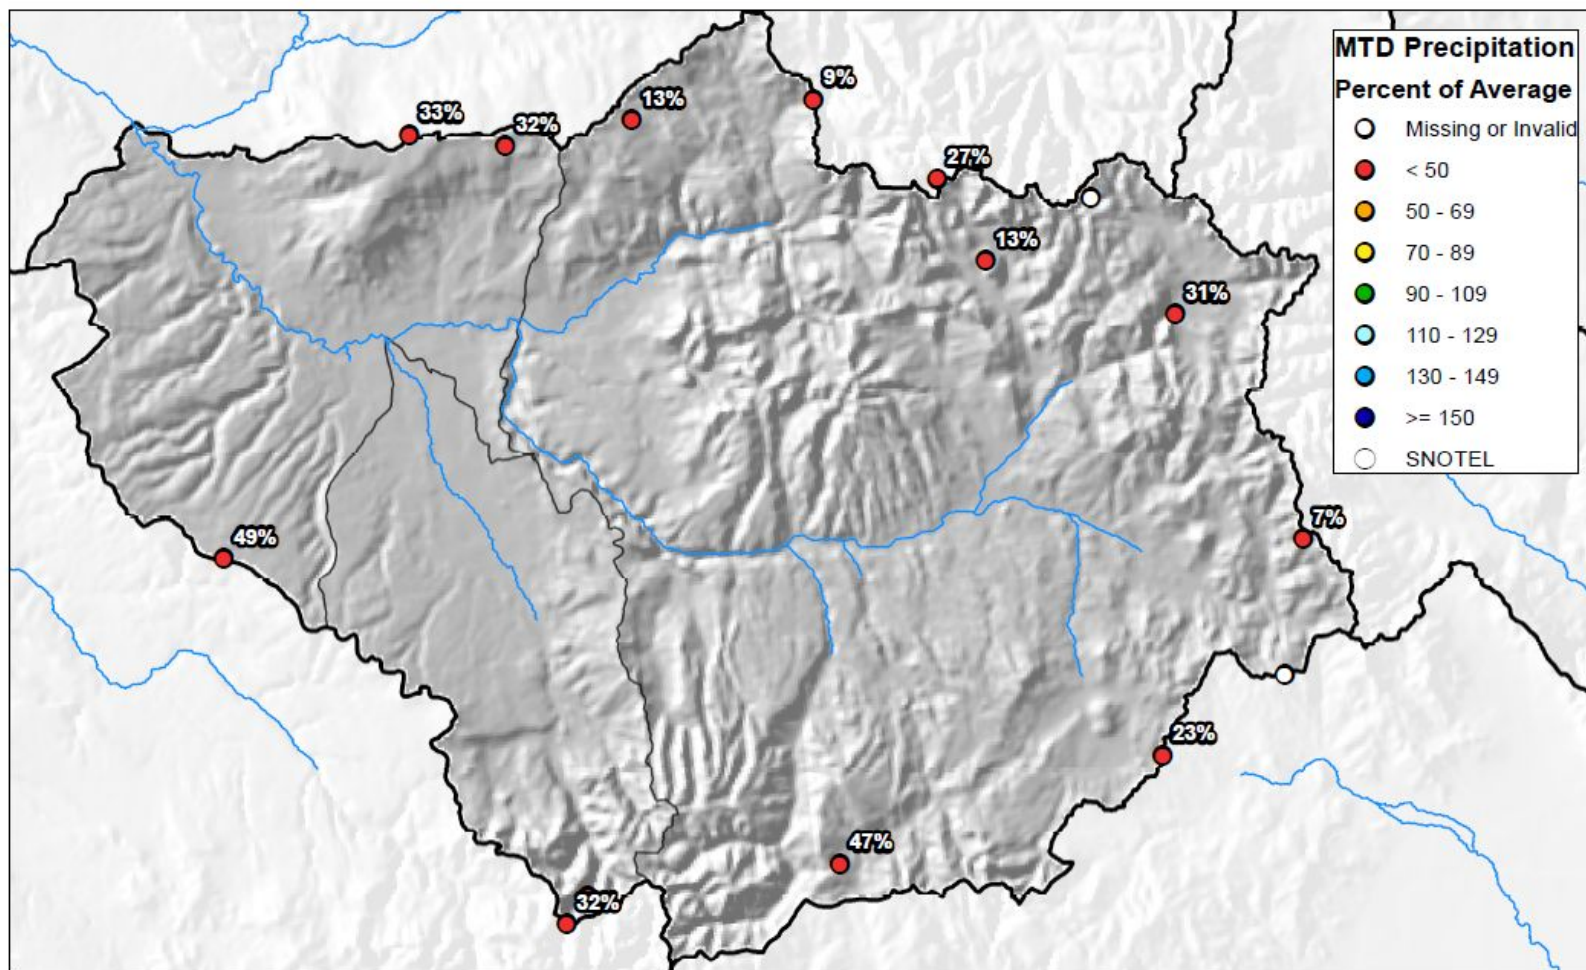 MTD Precipitation
Percent of Average
Missing or Invalid
< 50
50 - 69
70 - 89
90 - 109
110 - 129
130 - 149
>= 150
SNOTEL
9%
13%
33%
32%
27%
13%
31%
7%
49%
23%
47%
32%